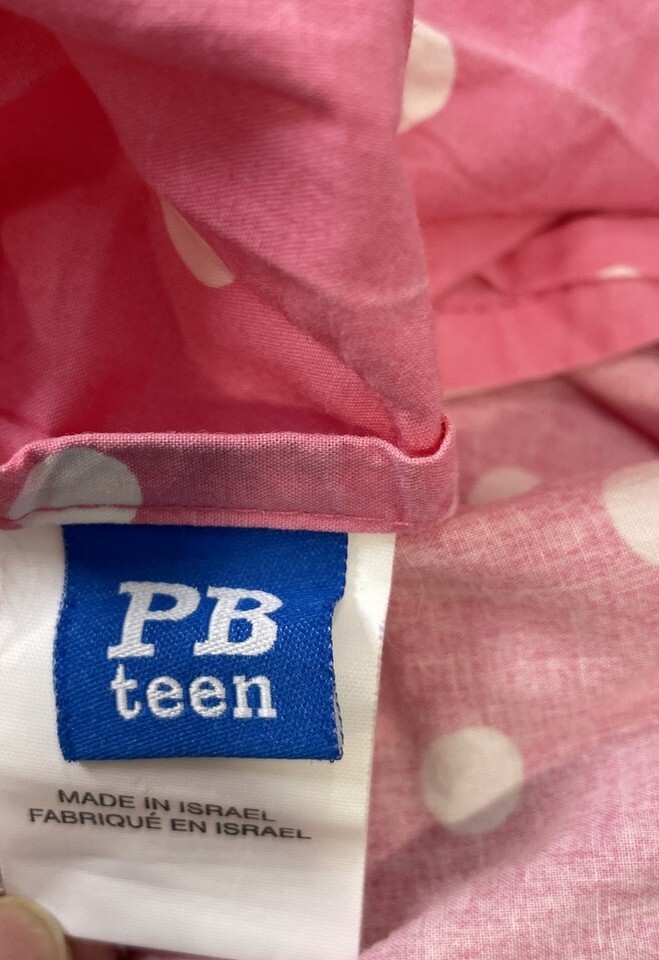 PB
teen
MADE IN ISRAEL
FABRIQUÉ EN ISRAEL